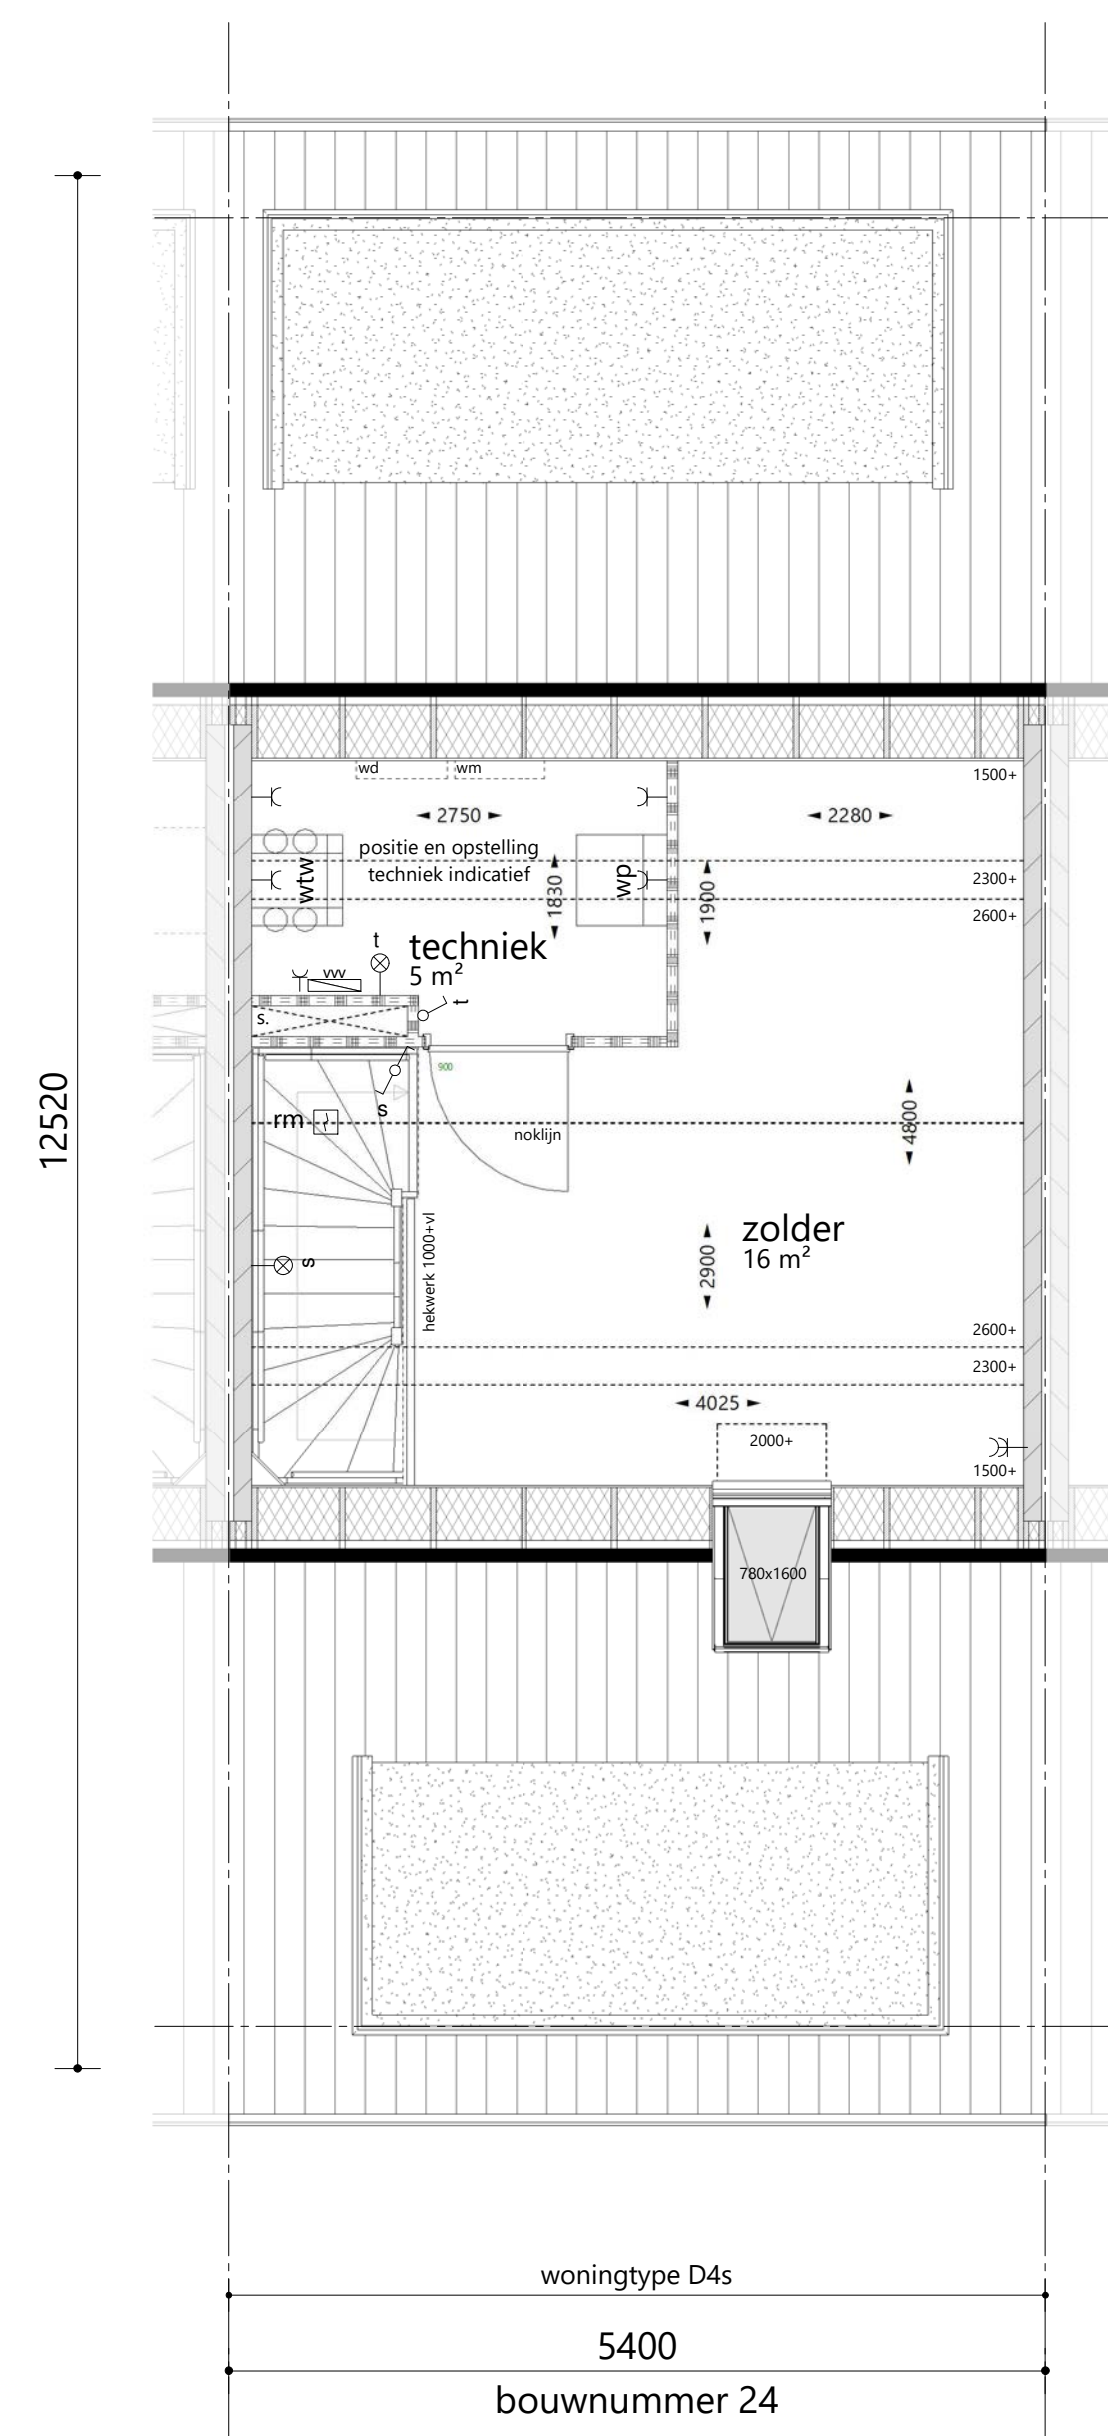 wd
wm
1500+
2750
2280
positie en opstelling
techniek indicatief
wtw
wp
1830
1900
2300+
2600+
t
techniek
5 m²
vvv
t
s.
900
12520
rm
s
noklijn
4800
zolder
16 m²
hekwerk 1000+vl
2900
s
2600+
2300+
4025
2000+
1500+
780x1600
woningtype D4s
5400
bouwnummer 24